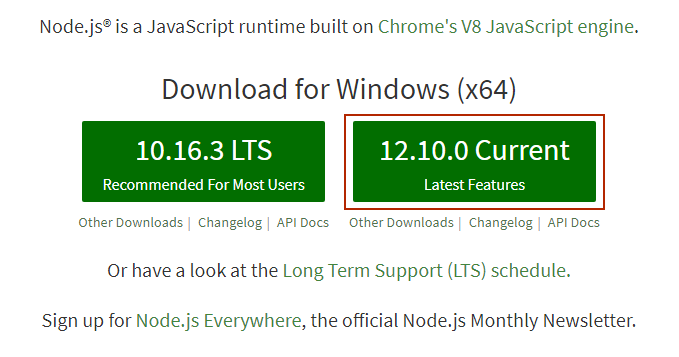 Node.js® is a JavaScript runtime built on Chrome's V8 JavaScript engine.
Download for Windows (x64)
10.16.3 LTS
Recommended For Most Users
12.10.0 Current
Latest Features
Other Downloads | Changelog | API Docs
Other Downloads | Changelog | API Docs
Or have a look at the Long Term Support (LTS) schedule.
Sign up for Node.js Everywhere, the official Node.js Monthly Newsletter.